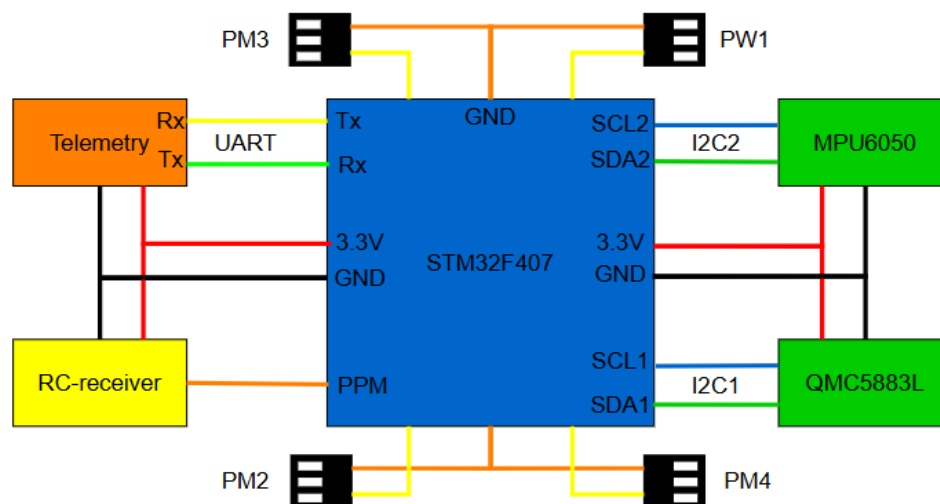 PM3
PW1
GND
Rx
Tx
Telemetry
UART
Tx
Rx
SCL2
SDA2
I2C2
MPU6050
3.3V
GND
STM32F407
3.3V
GND
RC-receiver
PPM
SCL1
SDA1
I2C1
QMC5883L
PM2
PM4